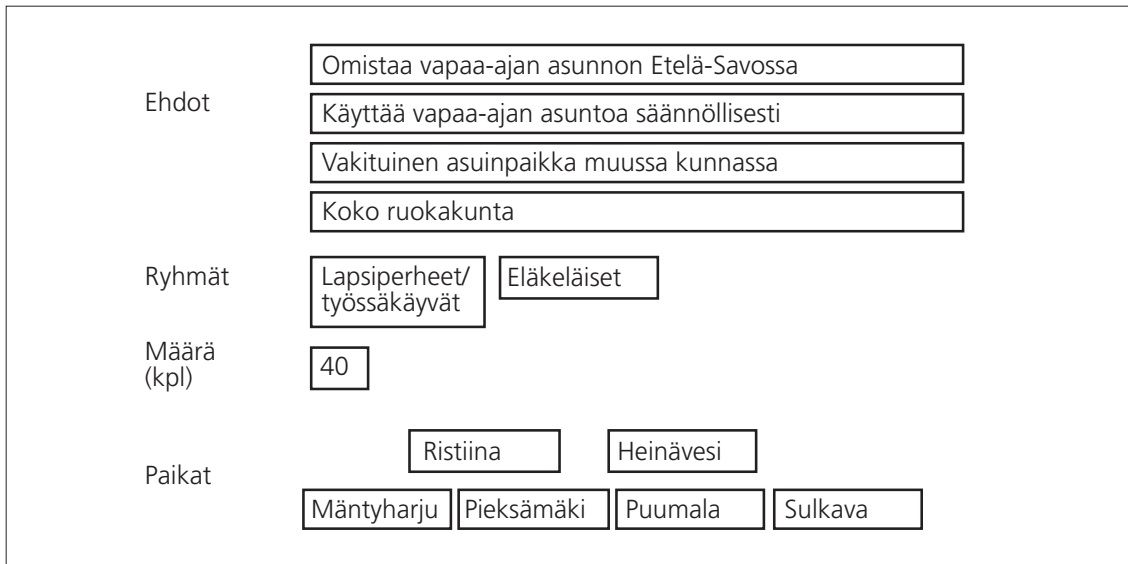 Ehdot
Omistaa vapaa-ajan asunnon Etelä-Savossa
Käyttää vapaa-ajan asuntoa säännöllisesti
Vakituinen asuinpaikka muussa kunnassa
Koko ruokakunta
Ryhmät
Lapsiperheet/
työssäkäyvät
Eläkeläiset
Määrä
(kpl)
40
Paikat
Ristiina
Heinävesi
Mäntyharju
Pieksämäki
Puumala
Sulkava